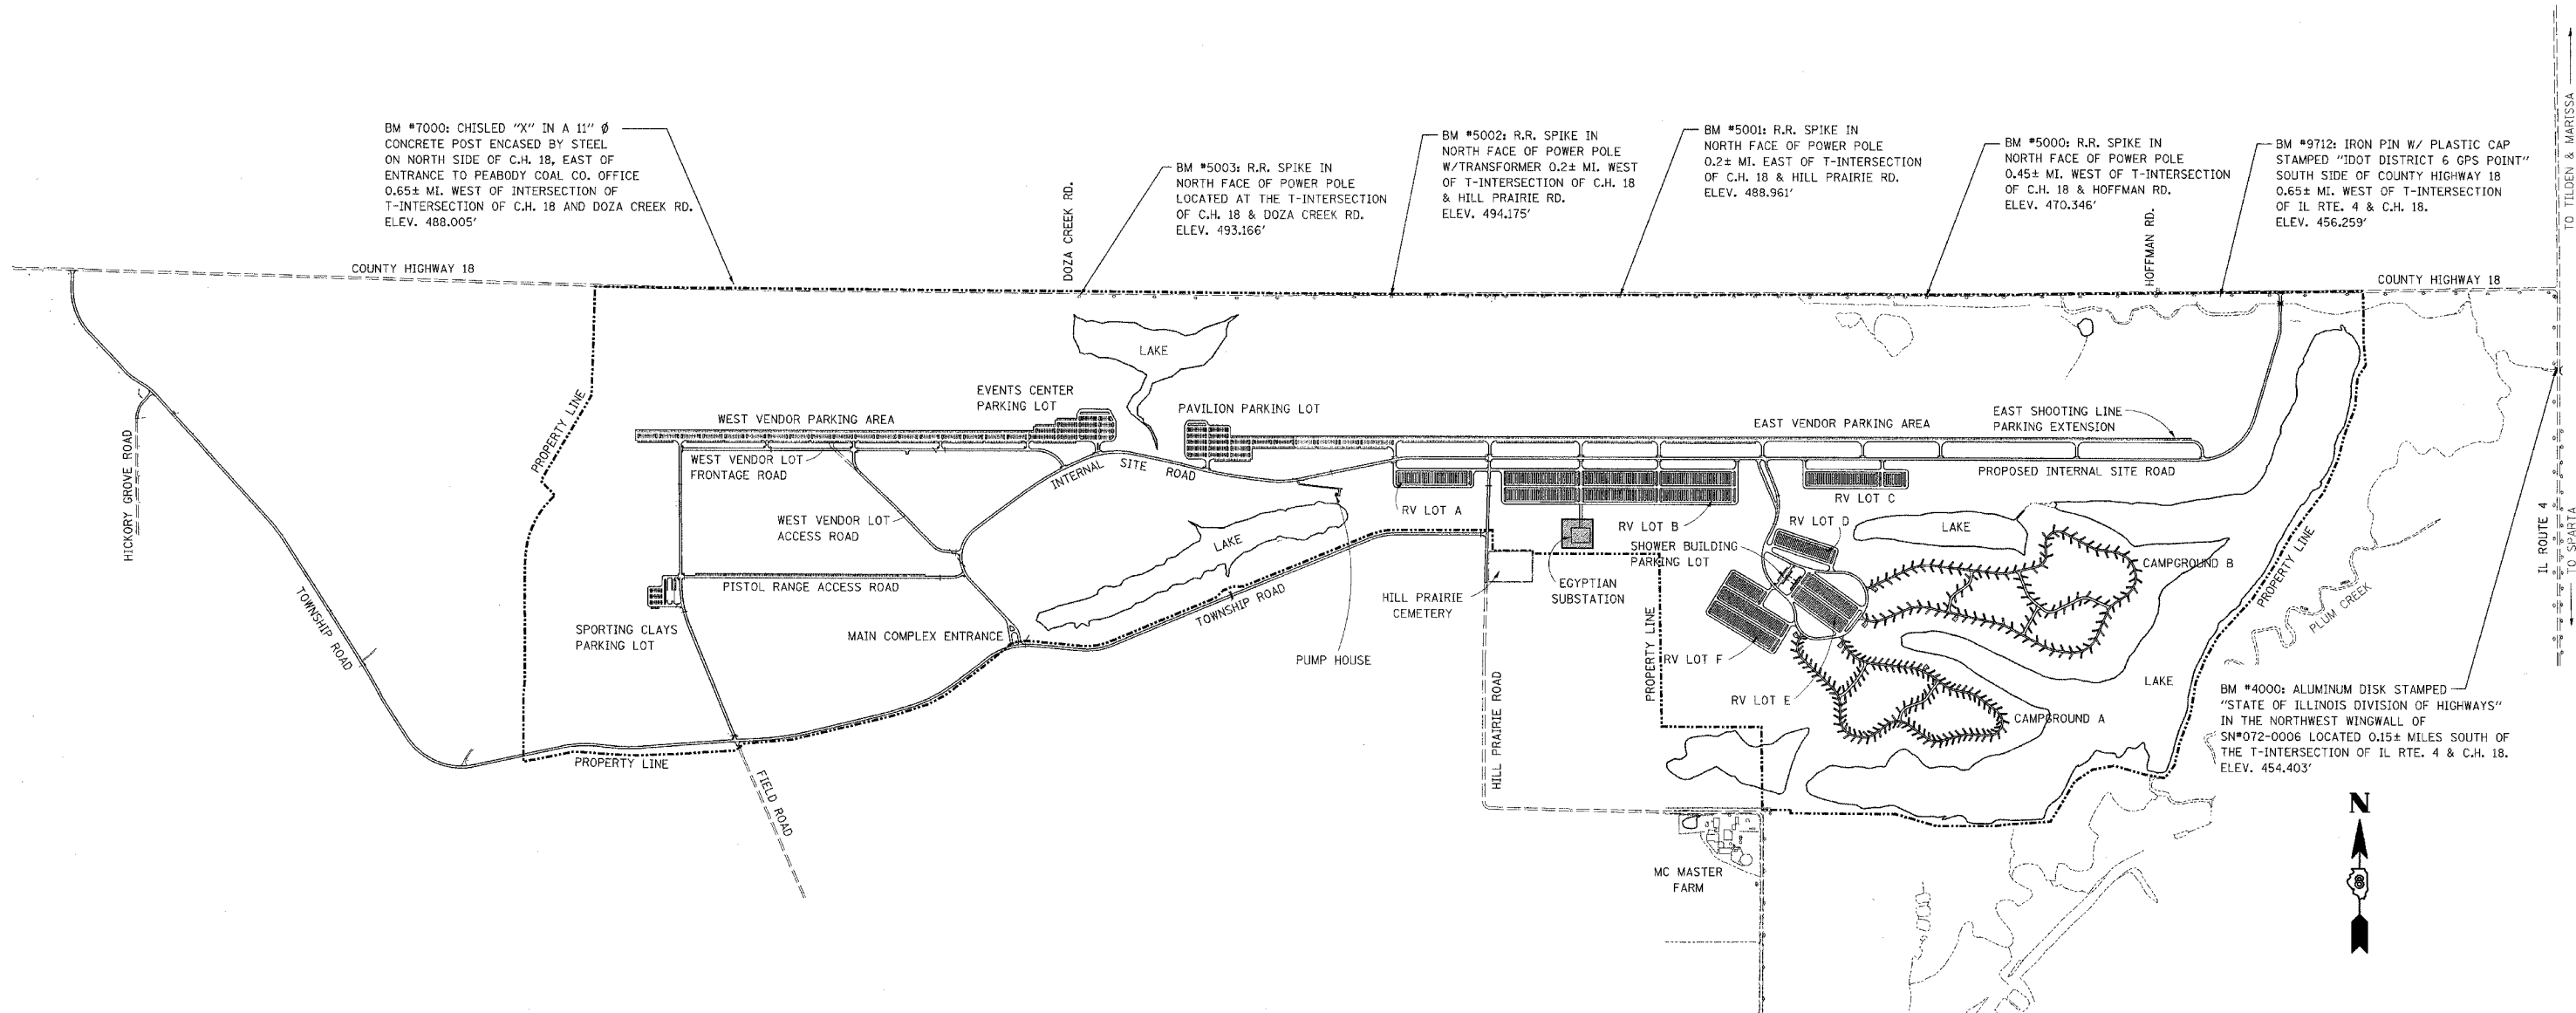 BM #7000: CHISLED "X" IN A 11" Ø
CONCRETE POST ENCASED BY STEEL
ON NORTH SIDE OF C.H. 18, EAST OF
ENTRANCE TO PEABODY COAL CO. OFFICE
0.65± MI. WEST OF INTERSECTION OF
T-INTERSECTION OF C.H. 18 AND DOZA CREEK RD.
ELEV. 488.005'
DOZA CREEK RD.
BM #5003: R.R. SPIKE IN
NORTH FACE OF POWER POLE
LOCATED AT THE T-INTERSECTION
OF C.H. 18 & DOZA CREEK RD.
ELEV. 493.166'
BM #5002: R.R. SPIKE IN
NORTH FACE OF POWER POLE
W/TRANSFORMER 0.2± MI. WEST
OF T-INTERSECTION OF C.H. 18
& HILL PRAIRIE RD.
ELEV. 494.175'
BM #5001: R.R. SPIKE IN
NORTH FACE OF POWER POLE
0.2± MI. EAST OF T-INTERSECTION
OF C.H. 18 & HILL PRAIRIE RD.
ELEV. 488.961'
BM #5000: R.R. SPIKE IN
NORTH FACE OF POWER POLE
0.45± MI. WEST OF T-INTERSECTION
OF C.H. 18 & HOFFMAN RD.
ELEV. 470.346'
HOFFMAN RD.
BM #9712: IRON PIN W/ PLASTIC CAP
STAMPED "IDOT DISTRICT 6 GPS POINT"
SOUTH SIDE OF COUNTY HIGHWAY 18
0.65± MI. WEST OF T-INTERSECTION
OF IL RTE. 4 & C.H. 18.
ELEV. 456.259'
TO TILDEN & MARISSA
COUNTY HIGHWAY 18
COUNTY HIGHWAY 18
LAKE
EVENTS CENTER
PARKING LOT
PAVILION PARKING LOT
WEST VENDOR PARKING AREA
EAST VENDOR PARKING AREA
EAST SHOOTING LINE
PARKING EXTENSION
PROPERTY LINE
HICKORY GROVE ROAD
WEST VENDOR LOT
FRONTAGE ROAD
INTERNAL SITE ROAD
PROPOSED INTERNAL SITE ROAD
RV LOT A
RV LOT B
RV LOT C
RV LOT D
WEST VENDOR LOT
ACCESS ROAD
LAKE
LAKE
SHOWER BUILDING
PARKING LOT
IL ROUTE 4
TO SPARTA
CAMPGROUND B
PROPERTY LINE
PLUM CREEK
PISTOL RANGE ACCESS ROAD
TOWNSHIP ROAD
TOWNSHIP ROAD
HILL PRAIRIE
CEMETERY
EGYPTIAN
SUBSTATION
SPORTING CLAYS
PARKING LOT
MAIN COMPLEX ENTRANCE
PUMP HOUSE
PROPERTY LINE
RV LOT F
RV LOT E
LAKE
CAMPGROUND A
HILL PRAIRIE ROAD
BM #4000: ALUMINUM DISK STAMPED
"STATE OF ILLINOIS DIVISION OF HIGHWAYS"
IN THE NORTHWEST WINGWALL OF
SN#072-0006 LOCATED 0.15± MILES SOUTH OF
THE T-INTERSECTION OF IL RTE. 4 & C.H. 18.
ELEV. 454.403'
PROPERTY LINE
FIELD ROAD
MC MASTER
FARM
N